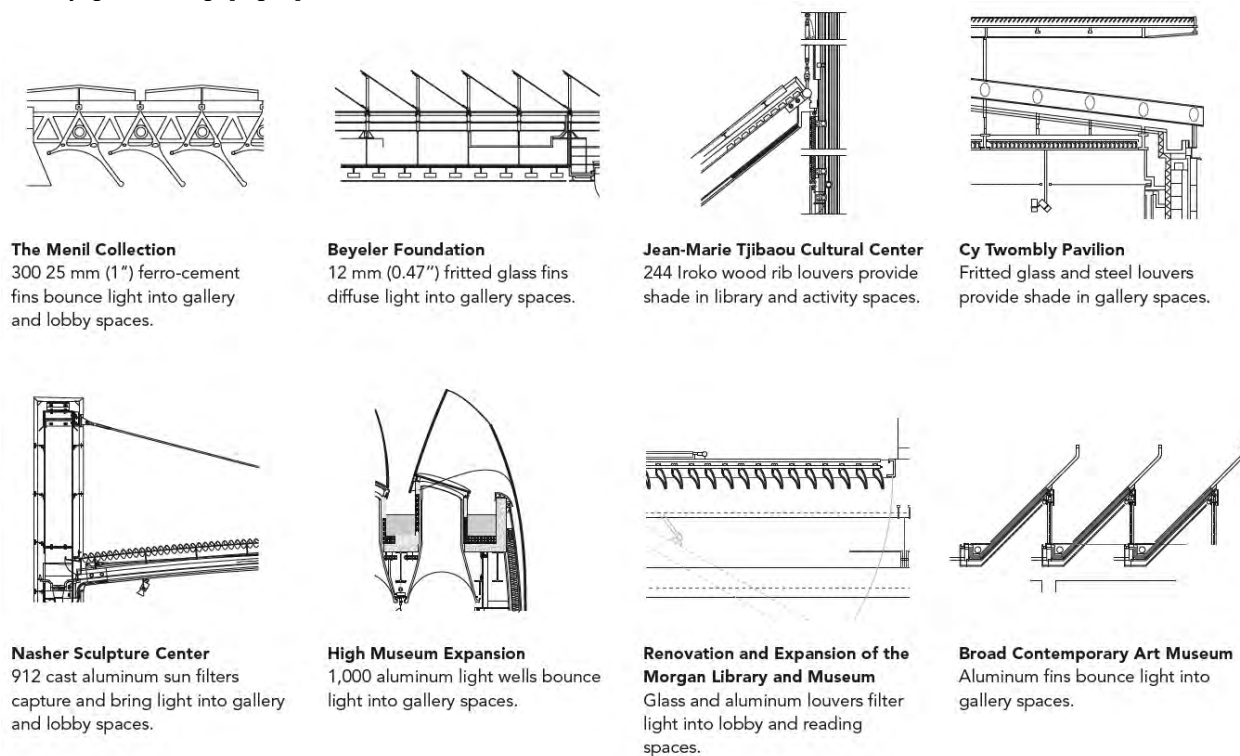 The Menil Collection
300 25 mm (1") ferro-cement
fins bounce light into gallery
and lobby spaces.
Beyeler Foundation
12 mm (0.47") fritted glass fins
diffuse light into gallery spaces.
Jean-Marie Tjibaou Cultural Center
244 Iroko wood rib louvers provide
shade in library and activity spaces.
Cy Twombly Pavilion
Fritted glass and steel louvers
provide shade in gallery spaces.
Nasher Sculpture Center
912 cast aluminum sun filters
capture and bring light into gallery
and lobby spaces.
High Museum Expansion
1,000 aluminum light wells bounce
light into gallery spaces.
Renovation and Expansion of the
Morgan Library and Museum
Glass and aluminum louvers filter
light into lobby and reading
spaces.
Broad Contemporary Art Museum
Aluminum fins bounce light into
gallery spaces.